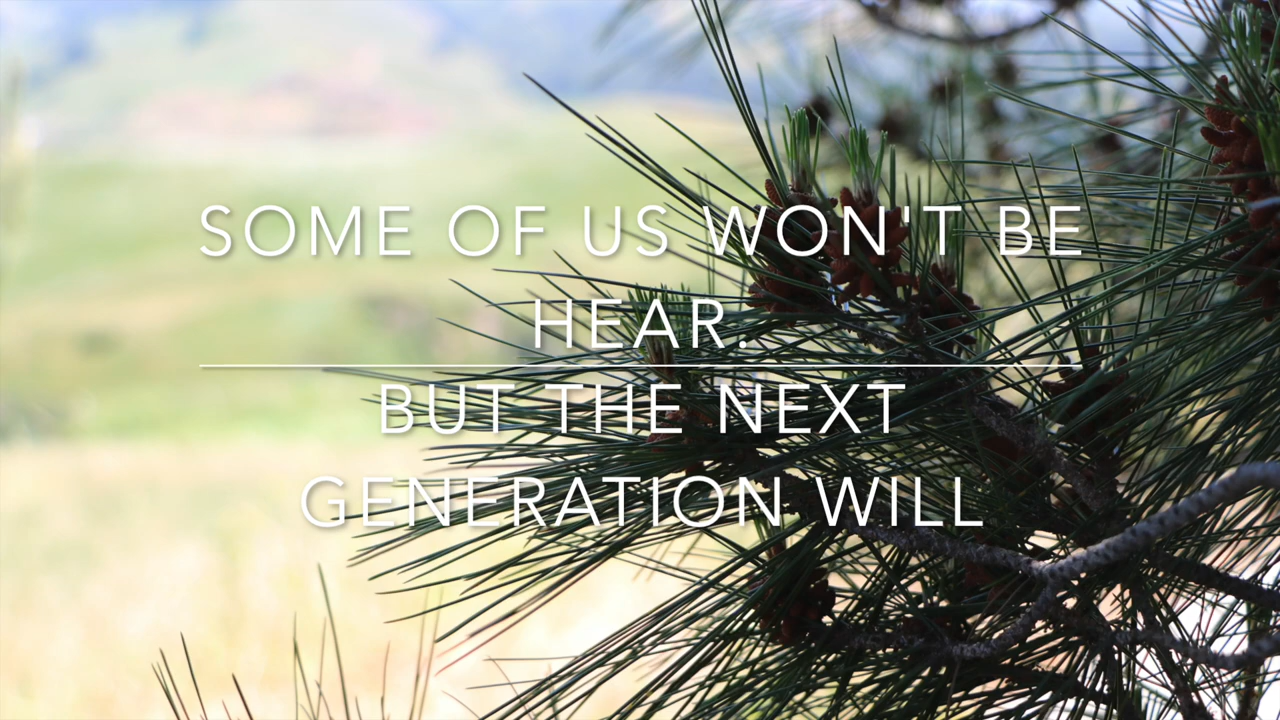 SOME OF US WON'T BE
HEAR.
BUT THE NEXT
GENERATION WILL